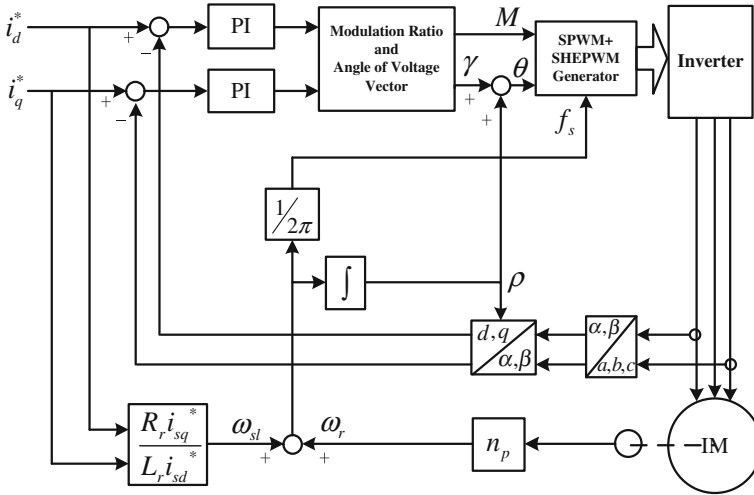 i_d^*
+
−
PI
Modulation Ratio
and
Angle of Voltage
Vector
M
SPWM+
SHEPWM
Generator
Inverter
i_q^*
+
−
PI
γ
+
+
θ
f_s
1/2π
∫
ρ
d,q
α,β
α,β
a,b,c
R_r i_sq^*
L_r i_sd^*
ω_sl
+
ω_r
+
n_p
IM